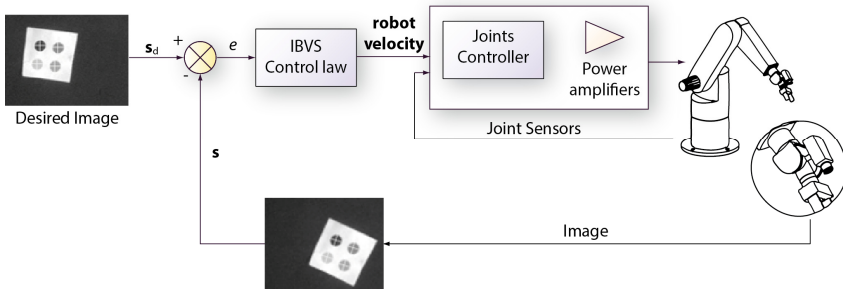 Desired Image
s_d
+
-
e
IBVS
Control law
robot
velocity
Joints
Controller
Power
amplifiers
Joint Sensors
s
Image